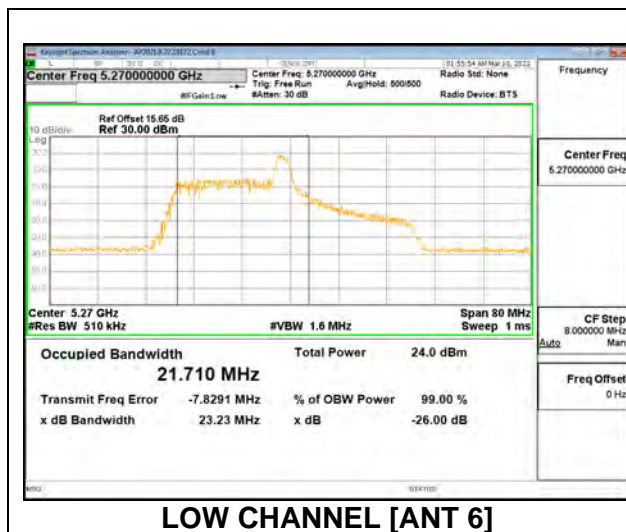 Center Freq 5.270000000 GHz
Center Freq: 5.270000000 GHz
Trig: Free Run
Avg|Hold: 500/500
#IFGain:Low
#Atten: 30 dB
Radio Std: None
Radio Device: BTS
Frequency
Ref Offset 15.65 dB
10 dB/div
Ref 30.00 dBm
Log
Center Freq
5.270000000 GHz
Center 5.27 GHz
Span 80 MHz
#Res BW 510 kHz
#VBW 1.6 MHz
Sweep 1 ms
CF Step
8.000000 MHz
Auto
Man
Occupied Bandwidth
Total Power
24.0 dBm
21.710 MHz
Freq Offset
0 Hz
Transmit Freq Error
-7.8291 MHz
% of OBW Power
99.00 %
x dB Bandwidth
23.23 MHz
x dB
-26.00 dB
MSG
STATUS
LOW CHANNEL [ANT 6]